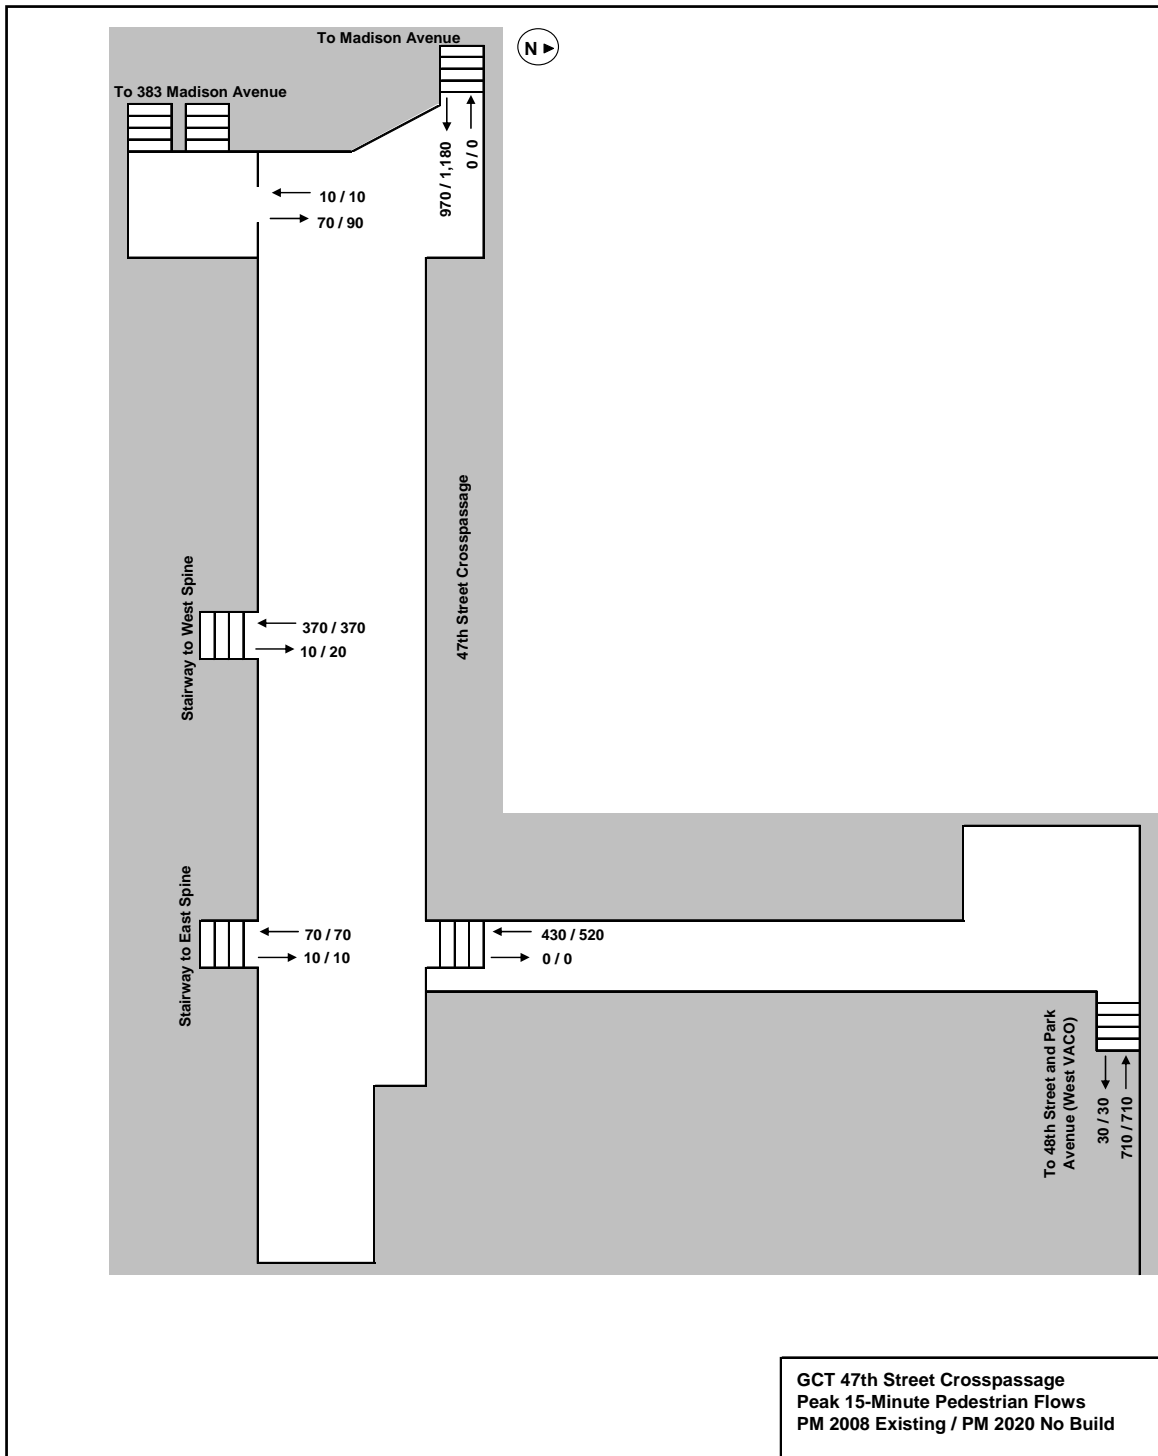 To Madison Avenue
N
To 383 Madison Avenue
970 / 1,180
0 / 0
10 / 10
70 / 90
47th Street Crosspassage
Stairway to West Spine
370 / 370
10 / 20
Stairway to East Spine
70 / 70
10 / 10
430 / 520
0 / 0
To 48th Street and Park
Avenue (West VACO)
30 / 30
710 / 710
GCT 47th Street Crosspassage
Peak 15-Minute Pedestrian Flows
PM 2008 Existing / PM 2020 No Build